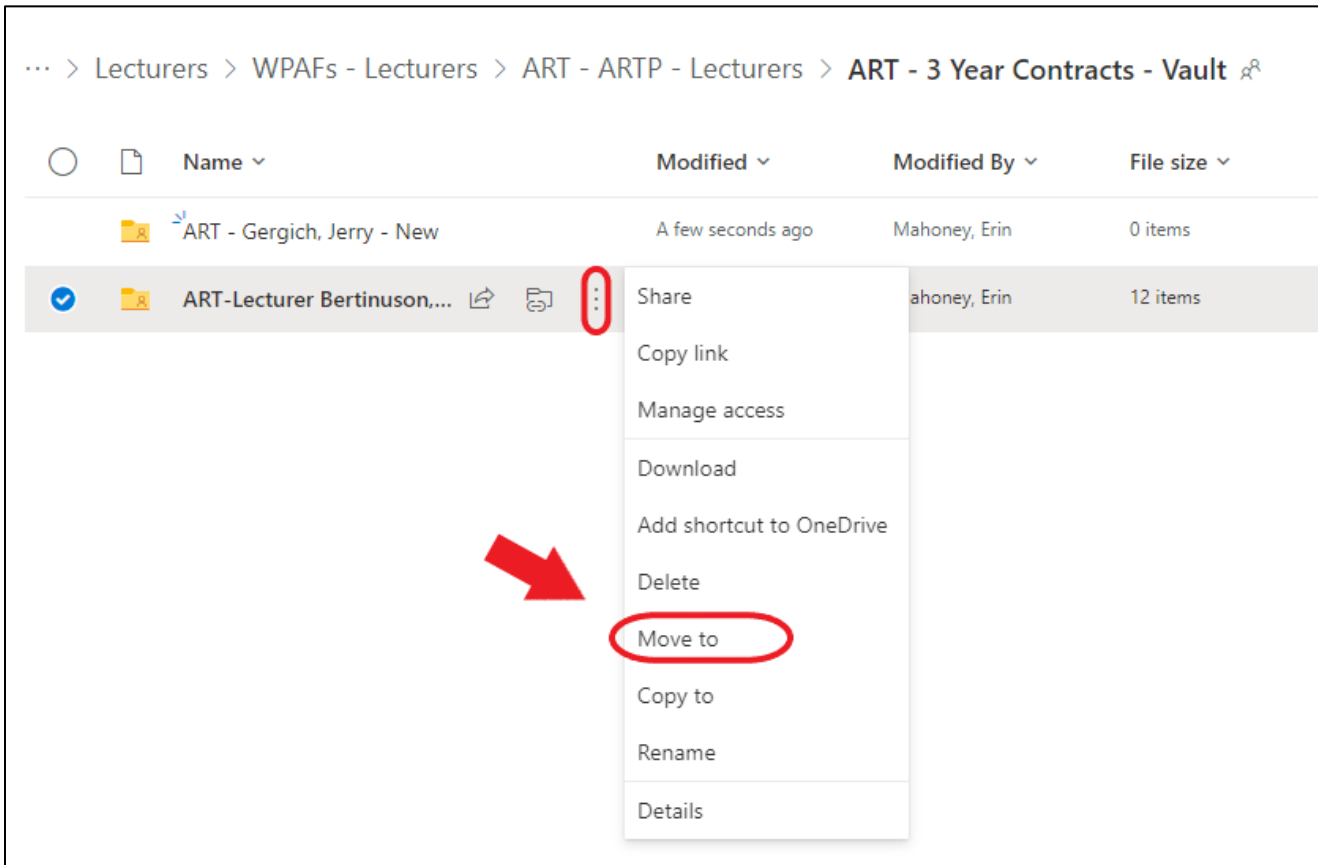 ··· > Lecturers > WPAFs - Lecturers > ART - ARTP - Lecturers > ART - 3 Year Contracts - Vault
Name Modified Modified By File size
ART - Gergich, Jerry - New A few seconds ago Mahoney, Erin 0 items
ART-Lecturer Bertinuson,... ahoney, Erin 12 items
Share
Copy link
Manage access
Download
Add shortcut to OneDrive
Delete
Move to
Copy to
Rename
Details